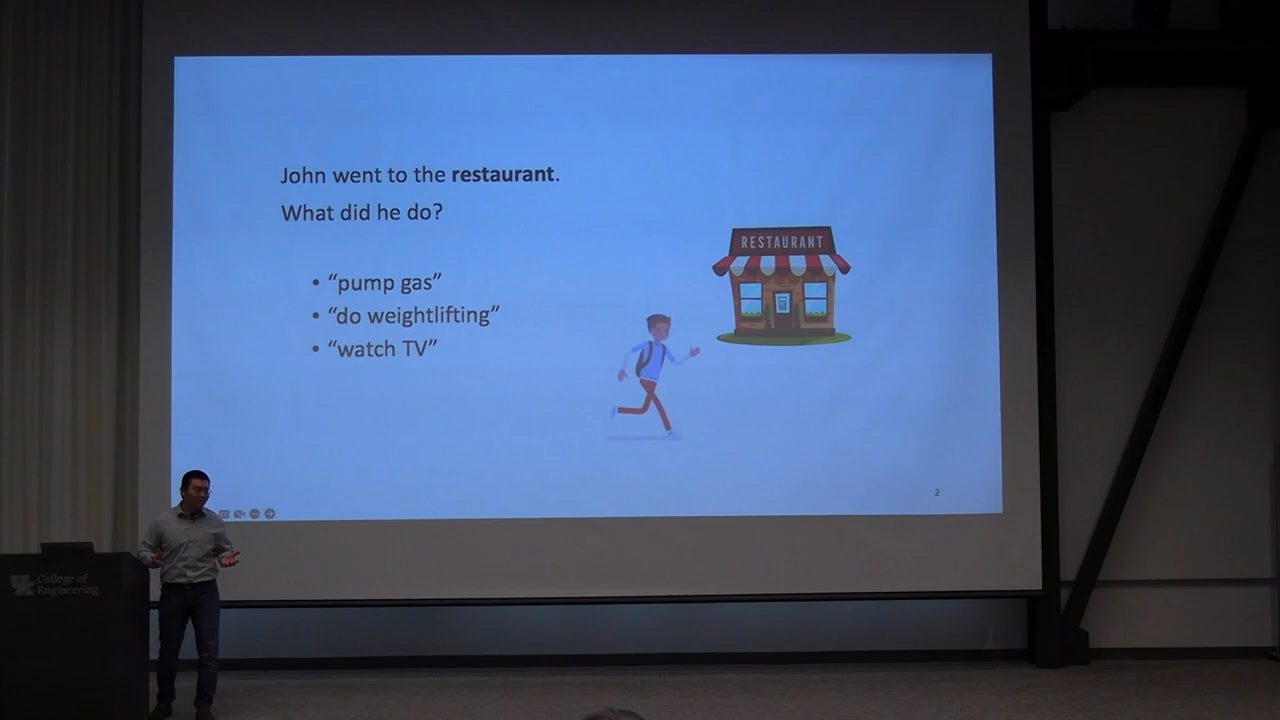 John went to the restaurant.
What did he do?
• “pump gas”
• “do weightlifting”
• “watch TV”
RESTAURANT
2
College of
Engineering